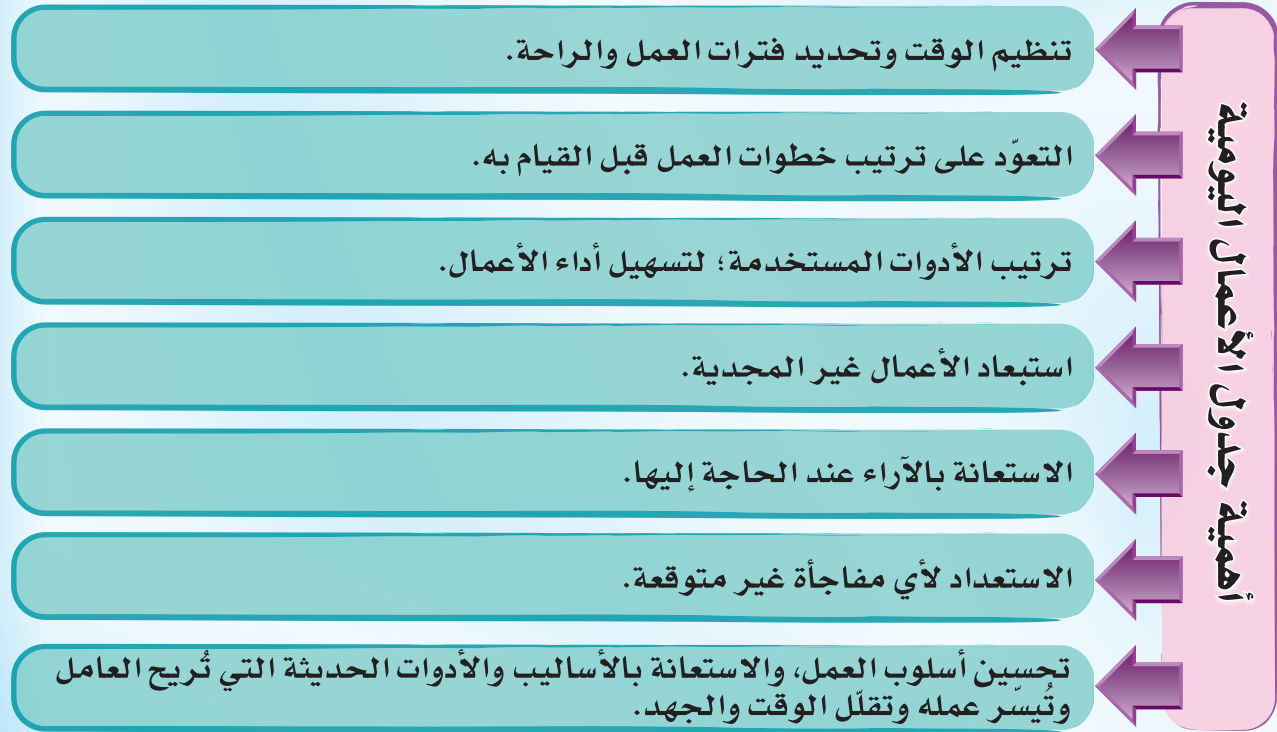 أهمية جدول الأعمال اليومية
تنظيم الوقت وتحديد فترات العمل والراحة.
التعوّد على ترتيب خطوات العمل قبل القيام به.
ترتيب الأدوات المستخدمة؛ لتسهيل أداء الأعمال.
استبعاد الأعمال غير المجدية.
الاستعانة بالآراء عند الحاجة إليها.
الاستعداد لأي مفاجأة غير متوقعة.
تحسين أسلوب العمل، والاستعانة بالأساليب والأدوات الحديثة التي تُريح العامل
وتُيسّر عمله وتقلّل الوقت والجهد.